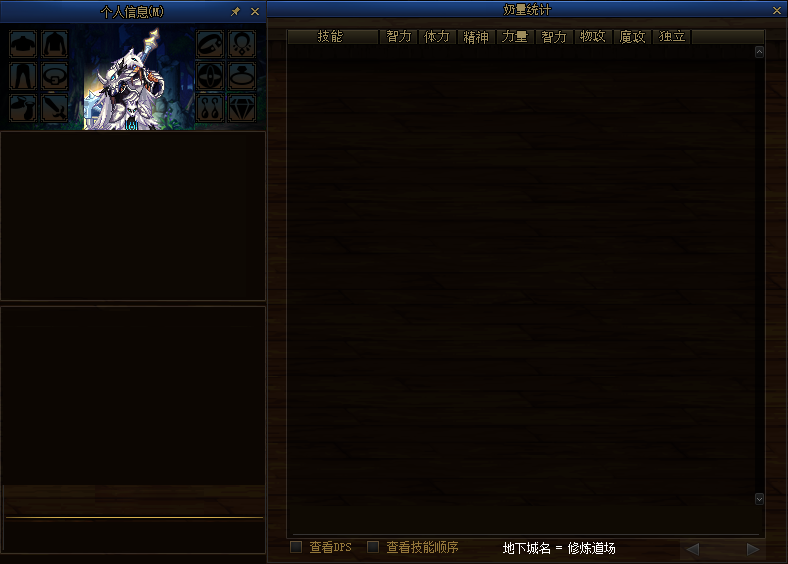 个人信息(M)
奶量统计
技能 智力 体力 精神 力量 智力 物攻 魔攻 独立
查看DPS 查看技能顺序 地下城名 = 修炼道场